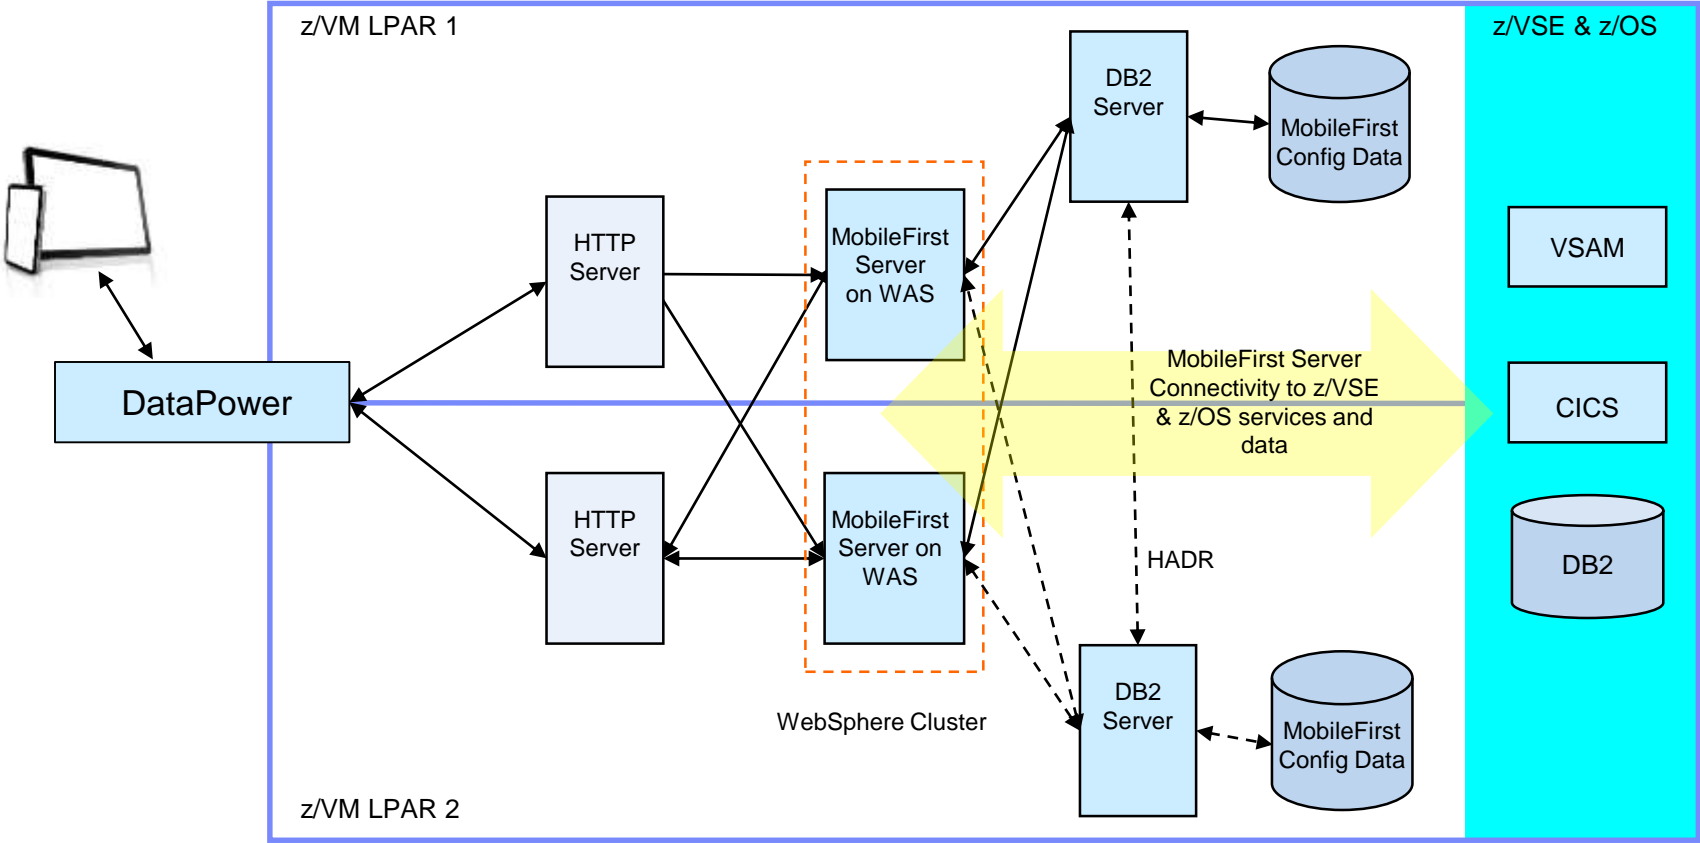 z/VM LPAR 1
z/VSE & z/OS
DB2
Server
MobileFirst
Config Data
HTTP
Server
MobileFirst
Server
on WAS
VSAM
DataPower
MobileFirst Server
Connectivity to z/VSE
& z/OS services and
data
CICS
HTTP
Server
MobileFirst
Server on
WAS
HADR
DB2
WebSphere Cluster
DB2
Server
MobileFirst
Config Data
z/VM LPAR 2